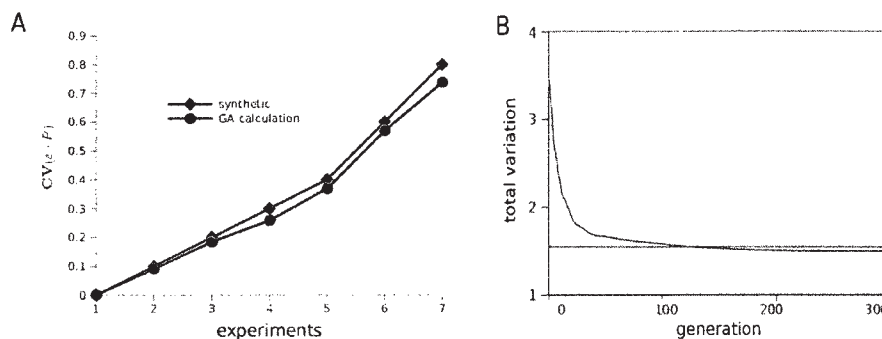 A
0.9
0.8
0.7
0.6
0.5
0.4
0.3
0.2
0.1
0
1 2 3 4 5 6 7
experiments
synthetic
GA calculation
B
total variation
4
3
2
1
0 100 200 300
generation